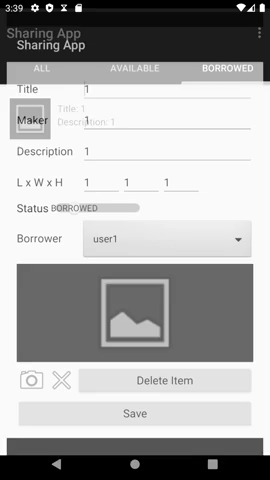 3:39
Sharing App
Sharing App
ALL AVAILABLE BORROWED
Title 1
Title: 1
Maker 1
Description: 1
Description 1
L x W x H 1 1 1
Status BORROWED
Borrower user1
Delete Item
Save